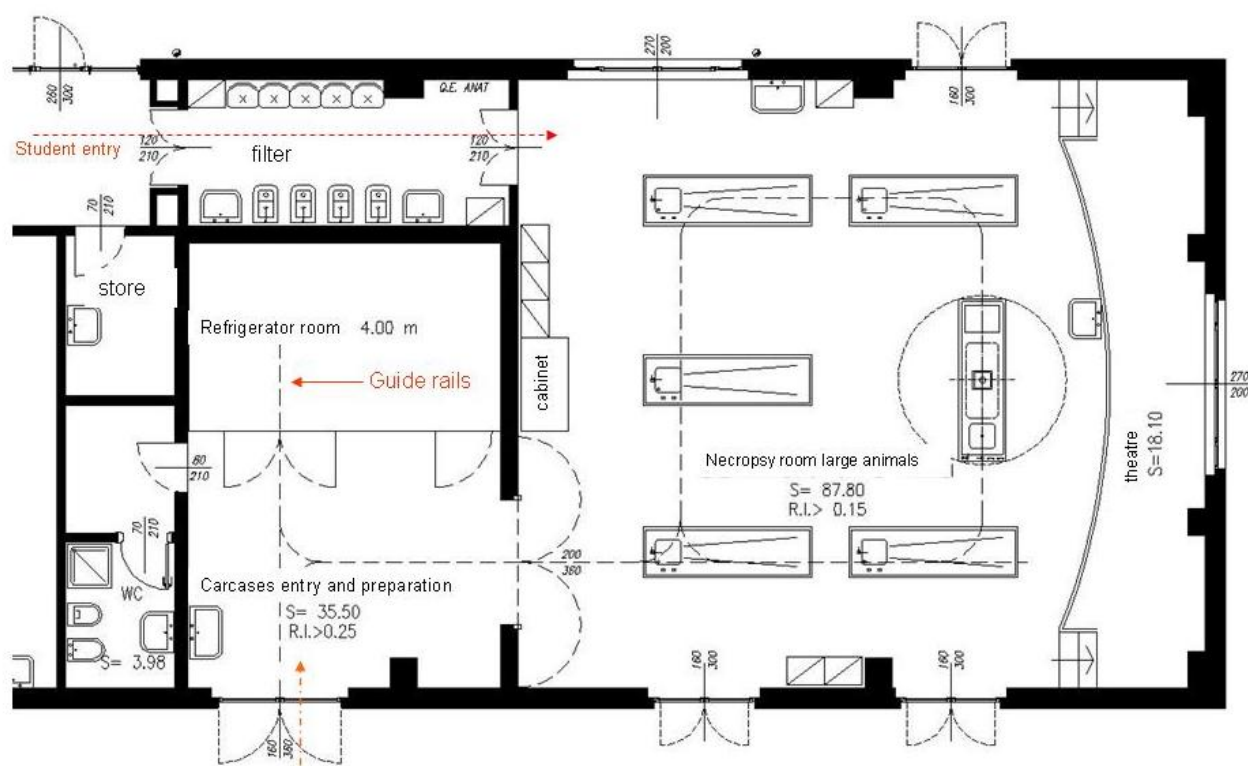 270
200
160
300
260
300
Q.E. ANAT
Student entry
120
210
filter
120
210
70
210
store
Refrigerator room 4.00 m
Guide rails
cabinet
270
200
theatre
S=18.10
Necropsy room large animals
S= 87.80
R.I.> 0.15
60
210
70
210
200
360
Carcases entry and preparation
S= 35.50
R.I.>0.25
WC
S= 3.98
160
360
160
300
160
300